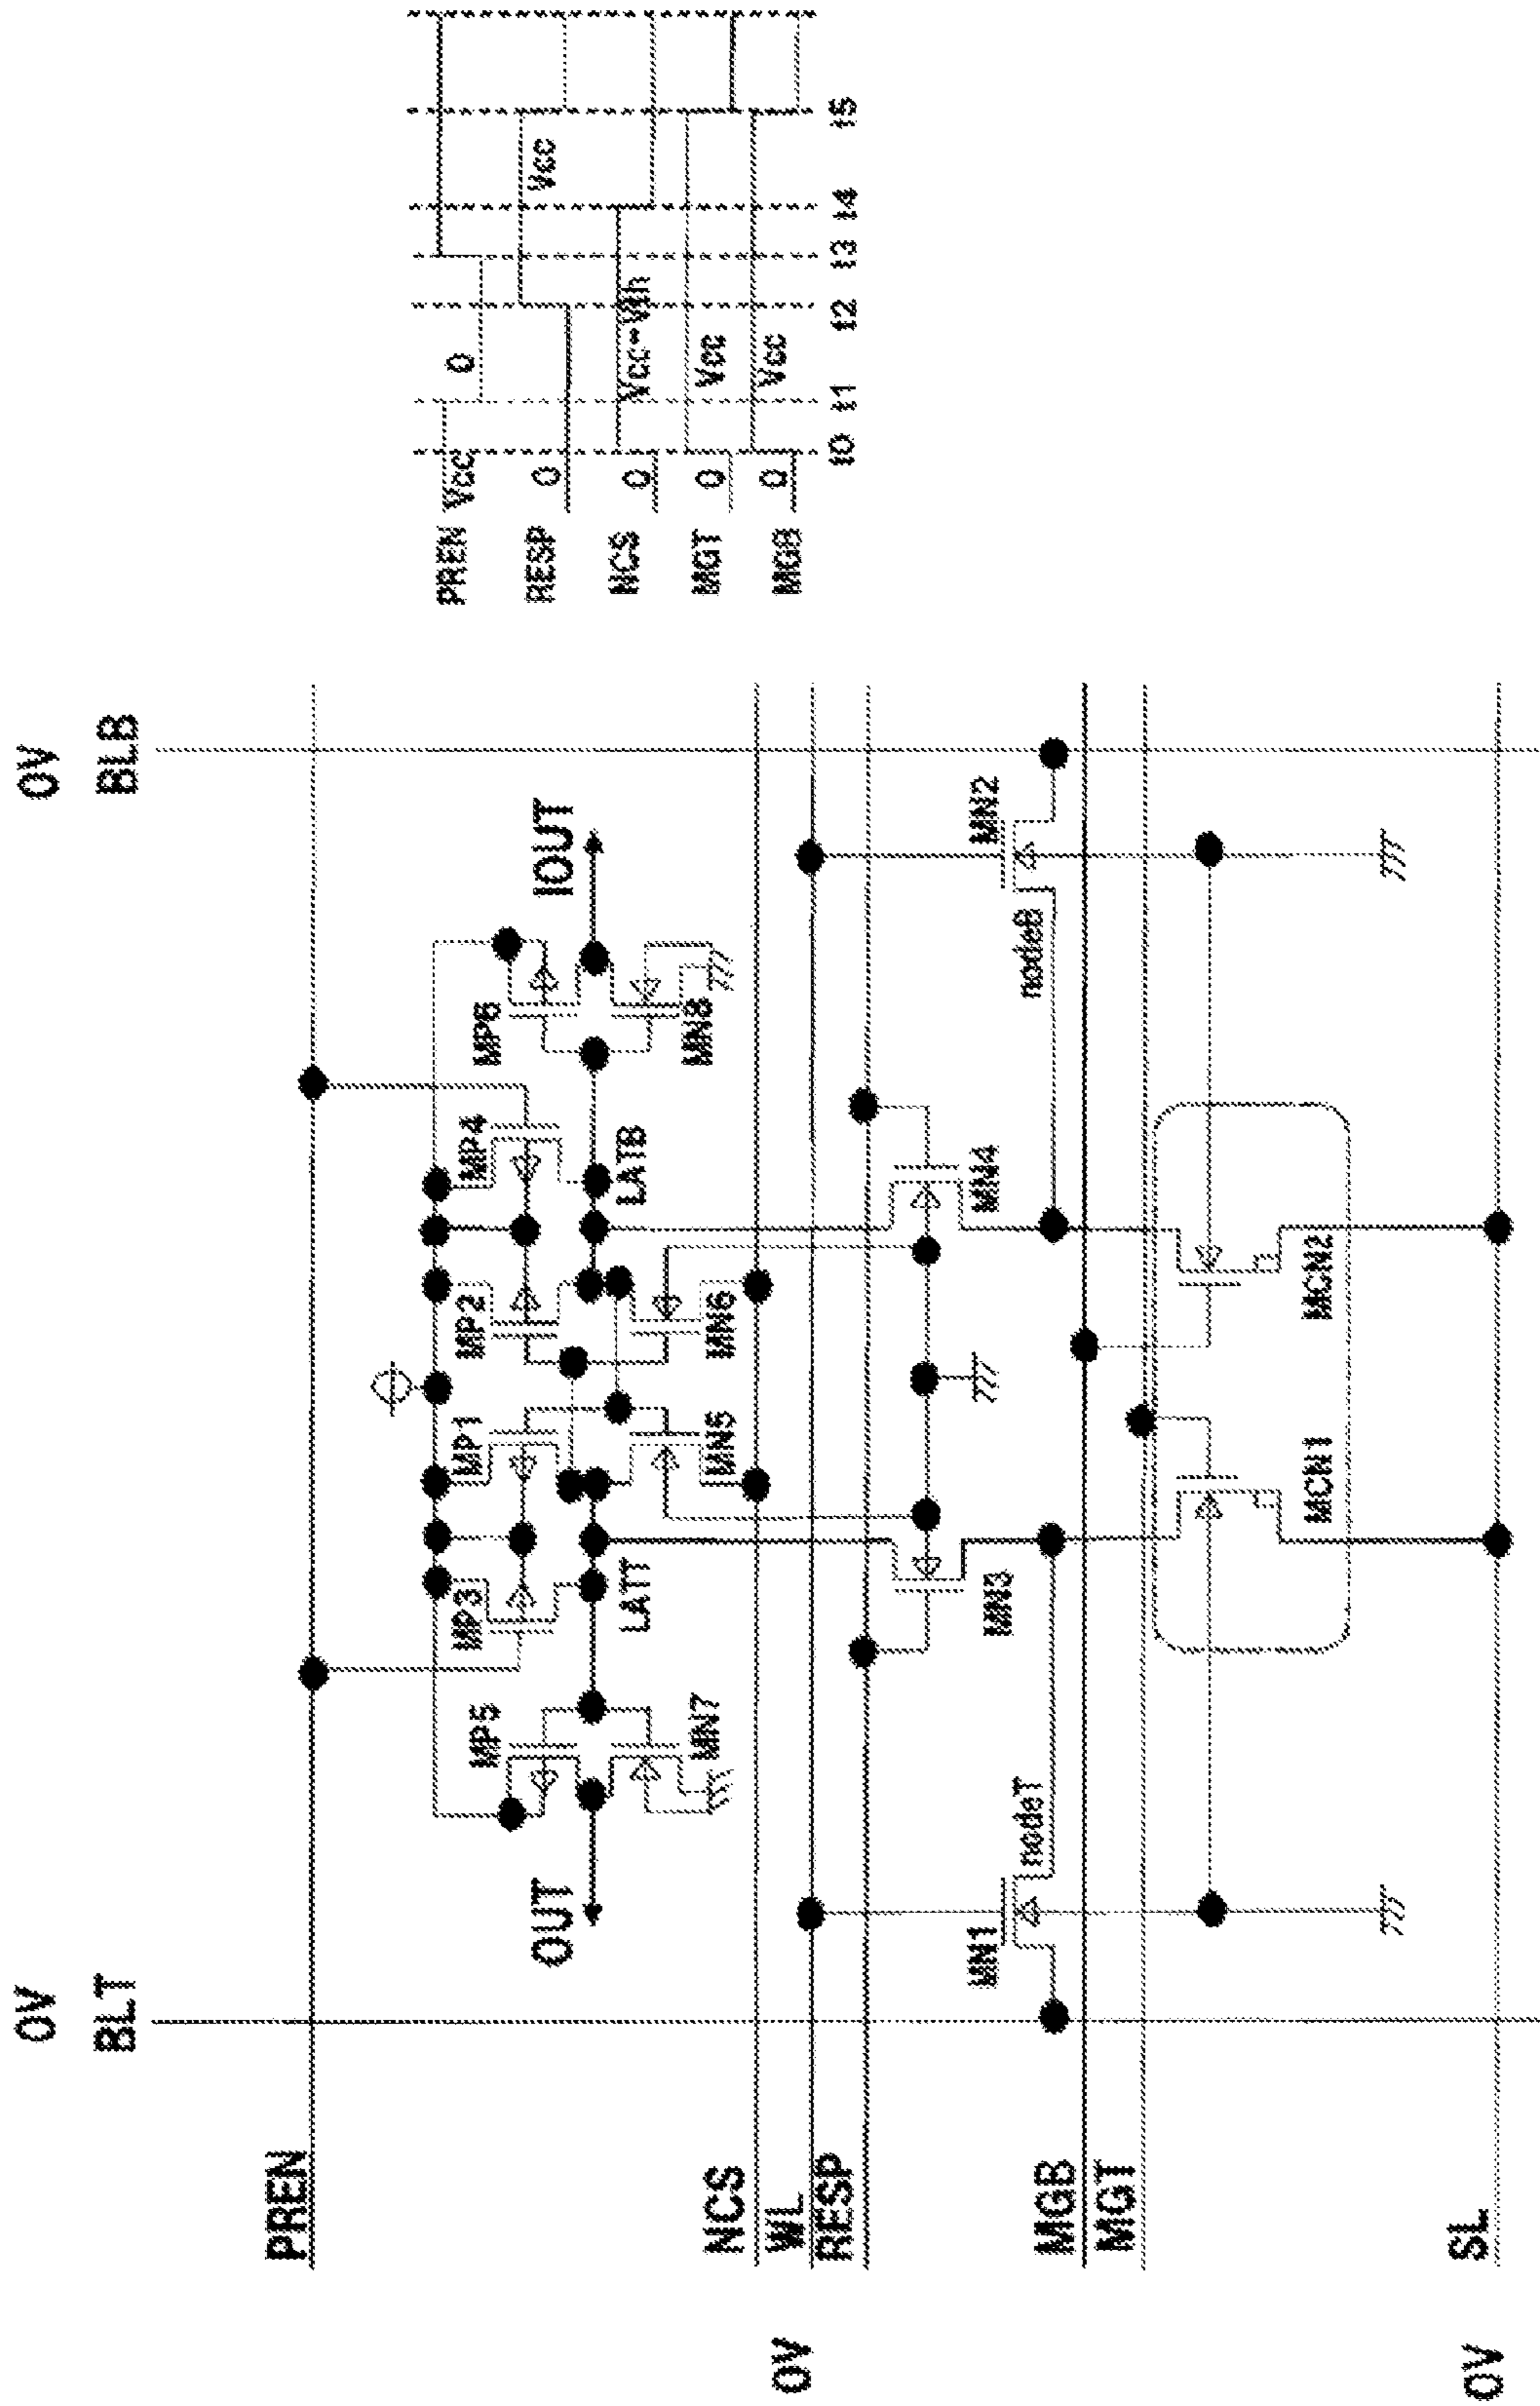 0V
0V
BLT
BLB
PREN
OUT
IOUT
MP5
MP3
MP1
MP2
MP4
MP6
MN7
LATT
MN5
MN6
LATB
MN8
NCS
0V
WL
RESP
MN1
nodeT
MN3
MN4
nodeB
MN2
MGB
MGT
MCN1
MCN2
0V
SL
PREN Vcc 0
RESP 0 Vcc
NCS 0 Vcc-Vth
MGT 0 Vcc
MGB 0 Vcc
t0 t1 t2 t3 t4 t5